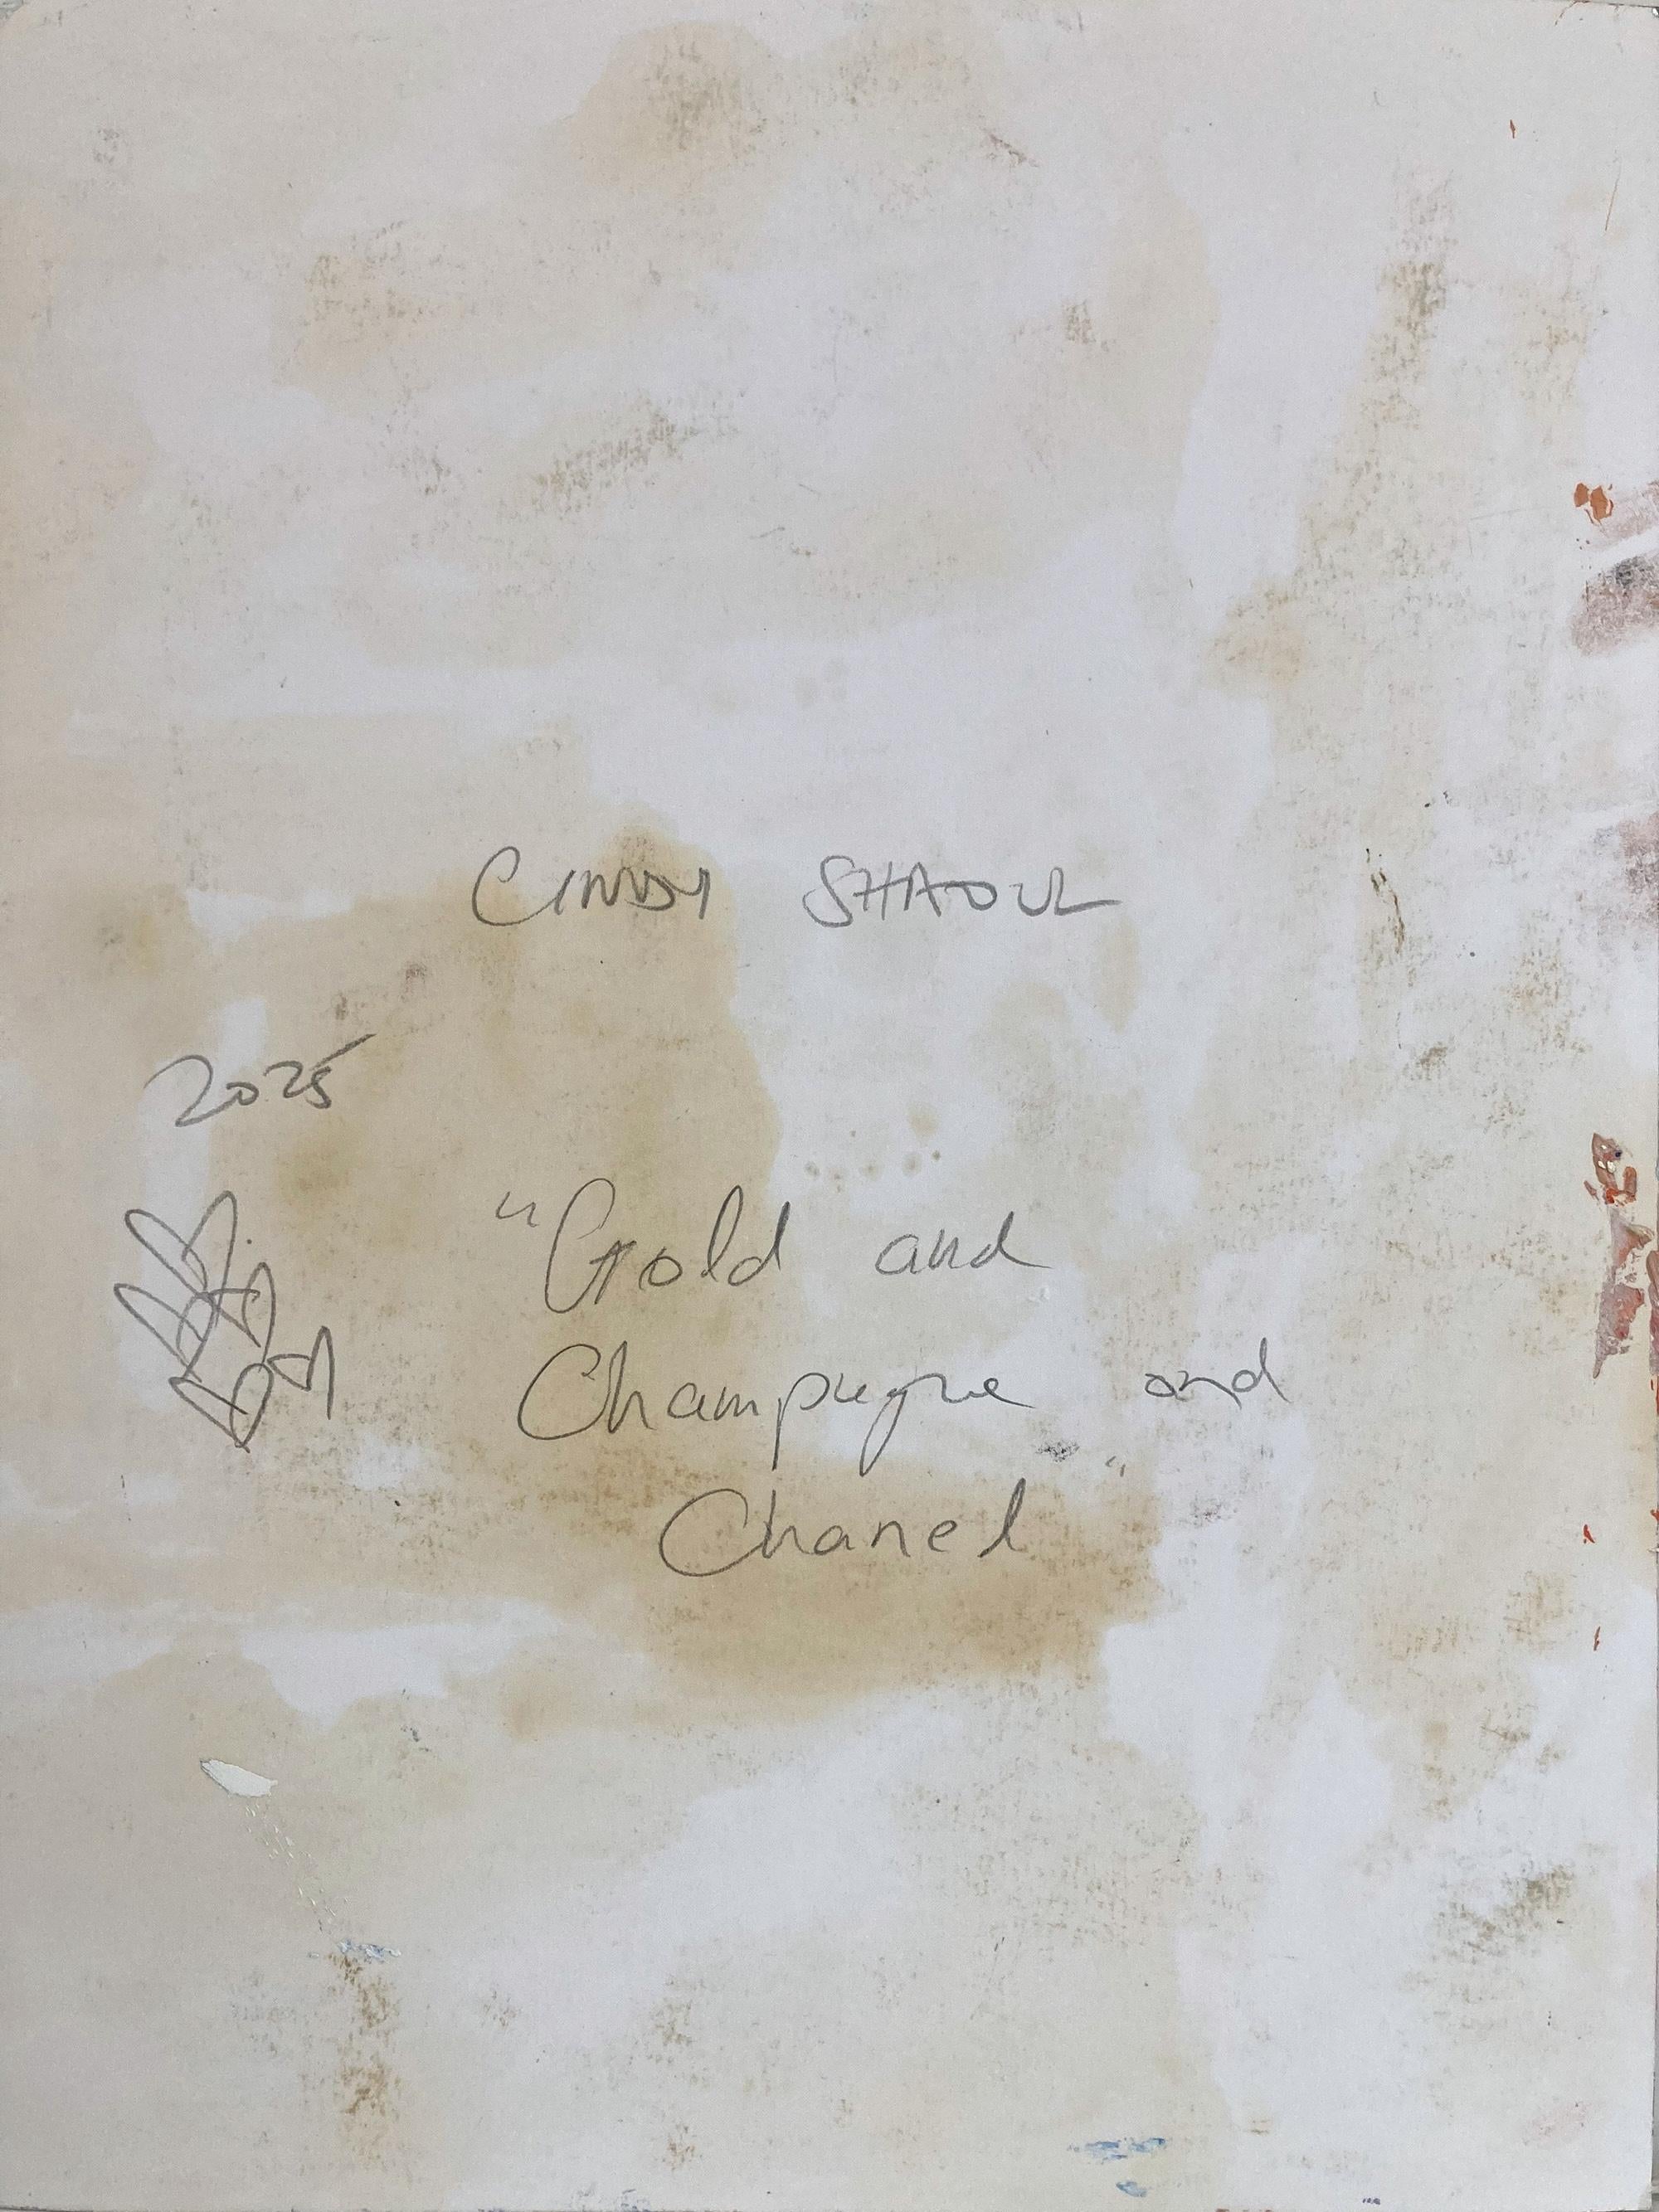 CINDY SHAOUL
2025
"Gold and
Champagne and
Chanel"